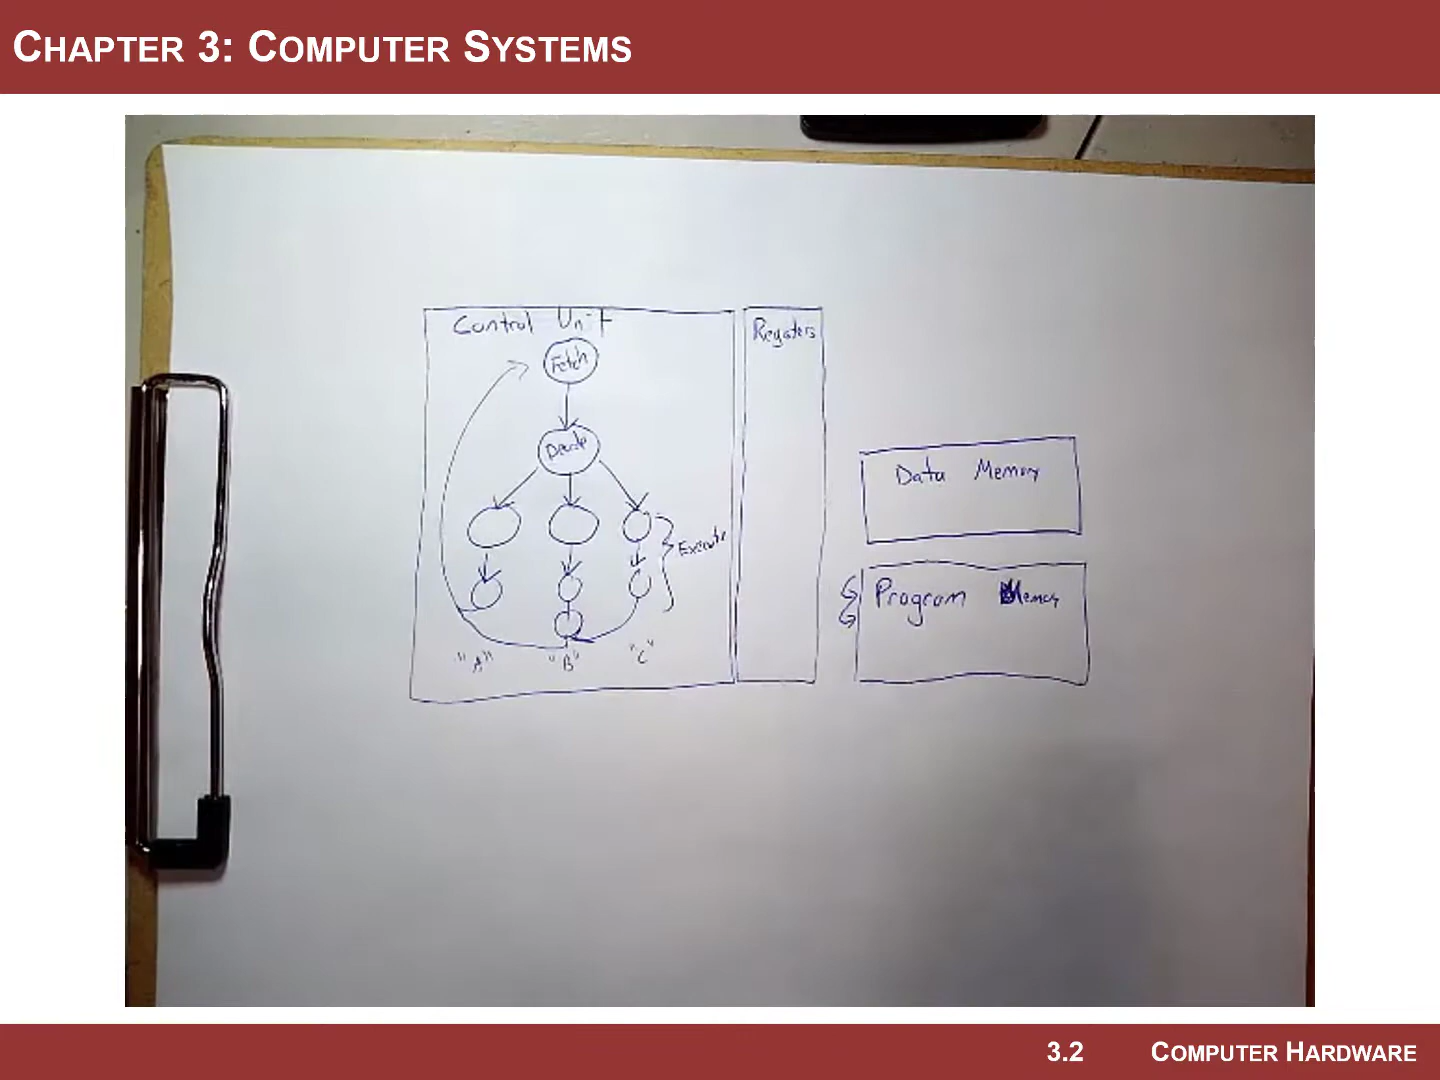 CHAPTER 3: COMPUTER SYSTEMS
Control Unit
Registers
Fetch
Decode
Data Memory
Execute
Program Memory
"A" "B" "C"
3.2 COMPUTER HARDWARE